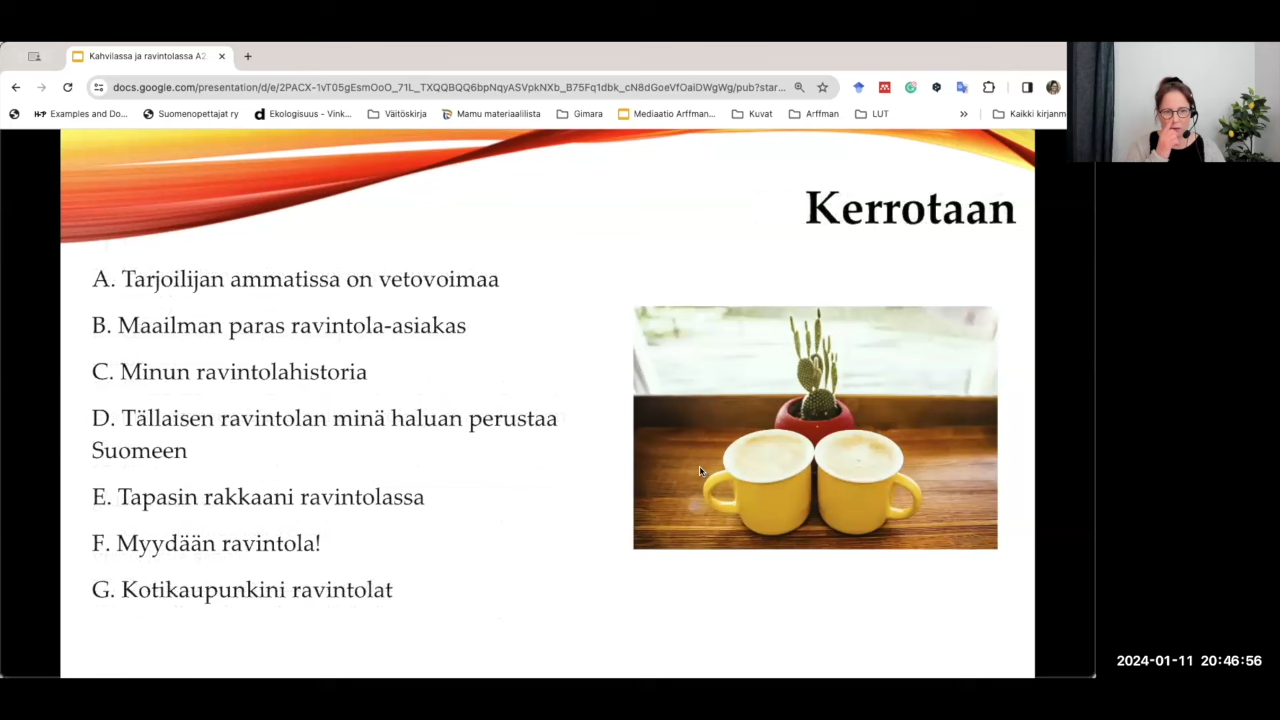 Kahvilassa ja ravintolassa A2
docs.google.com/presentation/d/e/2PACX-1vT05gEsmOoO_71L_TXQQBQQ6bpNqyASVpkNXb_B75Fq1dbk_cN8dGoeVfOaiDWgWg/pub?star...
Examples and Do... Suomenopettajat ry Ekologisuus - Vink... Väitöskirja Mamu materiaalilista Gimara Mediaatio Arffman... Kuvat Arffman LUT » Kaikki kirjanm
Kerrotaan
A. Tarjoilijan ammatissa on vetovoimaa
B. Maailman paras ravintola-asiakas
C. Minun ravintolahistoria
D. Tällaisen ravintolan minä haluan perustaa
Suomeen
E. Tapasin rakkaani ravintolassa
F. Myydään ravintola!
G. Kotikaupunkini ravintolat
2024-01-11 20:46:56